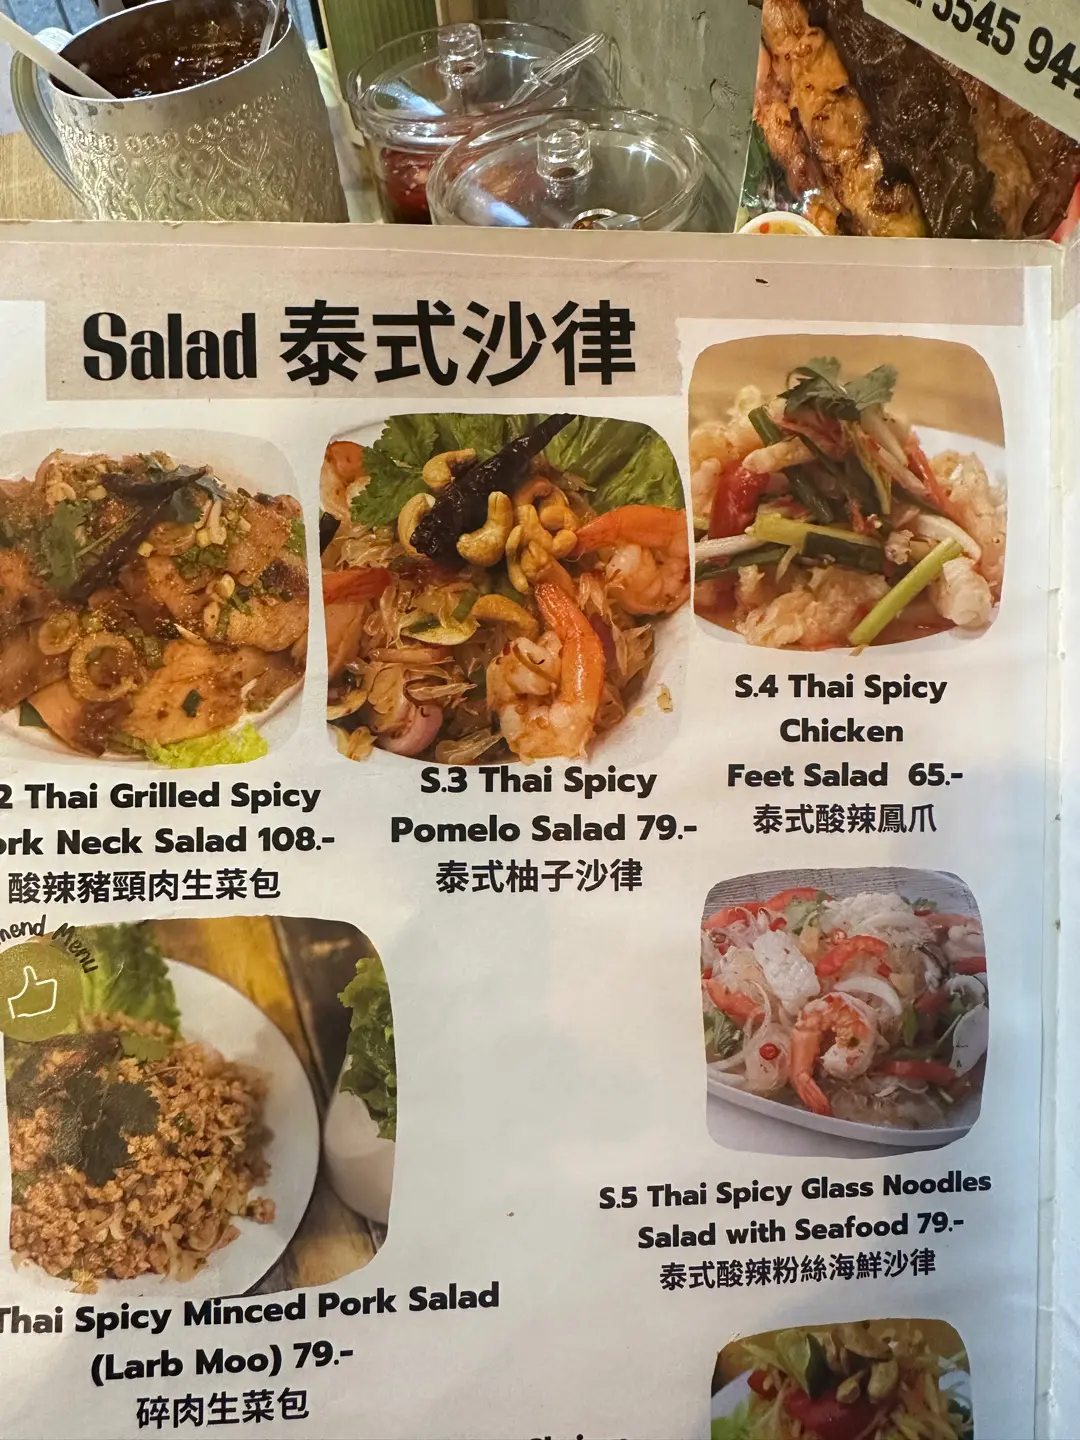 5545 944
Salad 泰式沙律
S.4 Thai Spicy
Chicken
Feet Salad 65.-
泰式酸辣鳳爪
2 Thai Grilled Spicy
ork Neck Salad 108.-
酸辣豬頸肉生菜包
S.3 Thai Spicy
Pomelo Salad 79.-
泰式柚子沙律
mend Menu
S.5 Thai Spicy Glass Noodles
Salad with Seafood 79.-
泰式酸辣粉絲海鮮沙律
Thai Spicy Minced Pork Salad
(Larb Moo) 79.-
碎肉生菜包